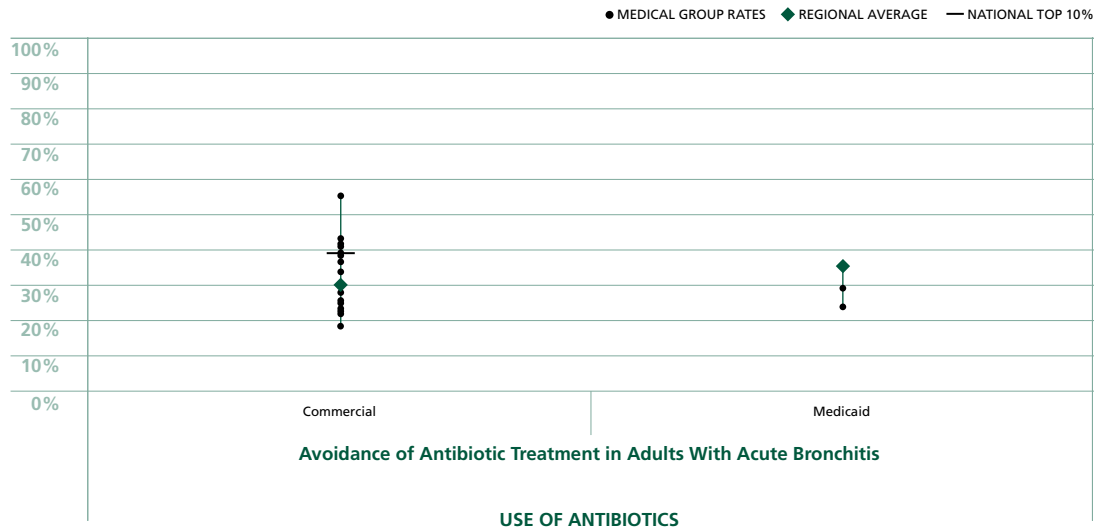 MEDICAL GROUP RATES REGIONAL AVERAGE NATIONAL TOP 10%
100%
90%
80%
70%
60%
50%
40%
30%
20%
10%
0%
Commercial Medicaid
Avoidance of Antibiotic Treatment in Adults With Acute Bronchitis
USE OF ANTIBIOTICS